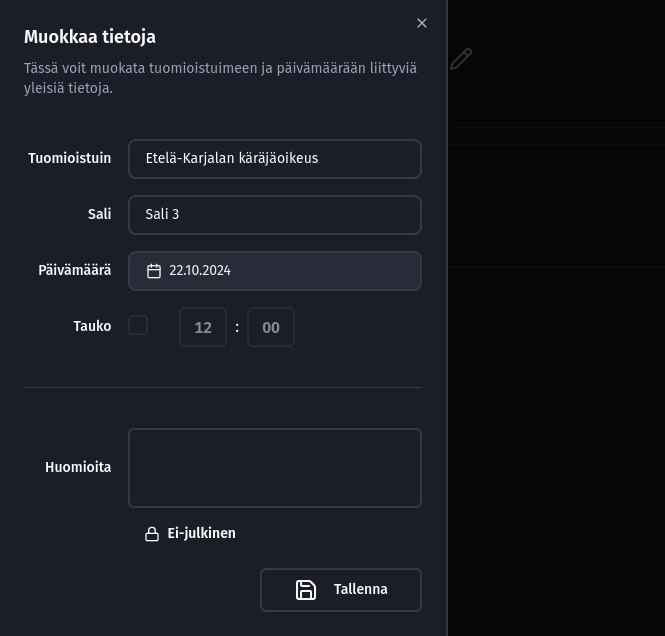 Muokkaa tietoja
Tässä voit muokata tuomioistuimeen ja päivämäärään liittyviä
yleisiä tietoja.
Tuomioistuin Etelä-Karjalan käräjäoikeus
Sali Sali 3
Päivämäärä 22.10.2024
Tauko 12 : 00
Huomioita
Ei-julkinen
Tallenna